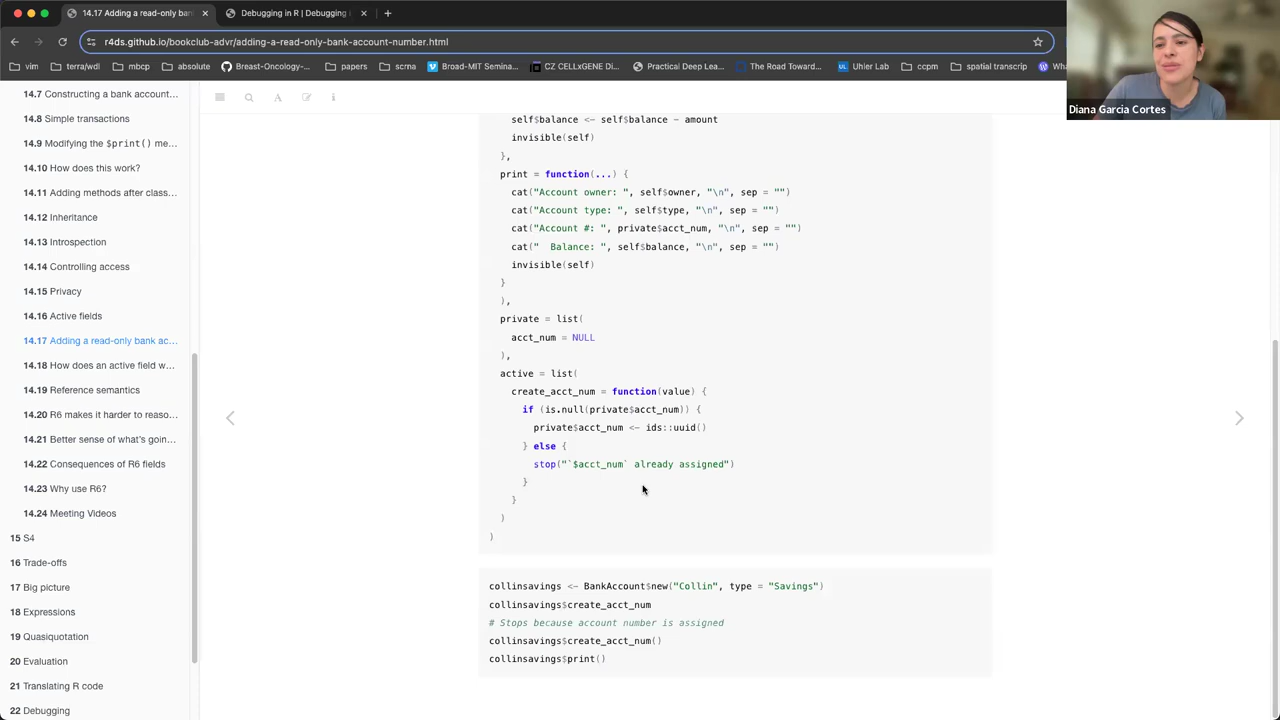 14.17 Adding a read-only ban
Debugging in R | Debugging
r4ds.github.io/bookclub-advr/adding-a-read-only-bank-account-number.html
vim
terra/wdl
mbcp
absolute
Breast-Oncology-...
papers
scrna
Broad-MIT Semina...
CZ CELLxGENE Di...
Practical Deep Lea...
The Road Toward...
Uhler Lab
ccpm
spatial transcrip
Wha
Diana Garcia Cortes
14.7 Constructing a bank account...
14.8 Simple transactions
14.9 Modifying the $print() me...
14.10 How does this work?
14.11 Adding methods after class...
14.12 Inheritance
14.13 Introspection
14.14 Controlling access
14.15 Privacy
14.16 Active fields
14.17 Adding a read-only bank ac...
14.18 How does an active field w...
14.19 Reference semantics
14.20 R6 makes it harder to reaso...
14.21 Better sense of what's goin...
14.22 Consequences of R6 fields
14.23 Why use R6?
14.24 Meeting Videos
15 S4
16 Trade-offs
17 Big picture
18 Expressions
19 Quasiquotation
20 Evaluation
21 Translating R code
22 Debugging
self$balance <- self$balance - amount
invisible(self)
},
print = function(...) {
cat("Account owner: ", self$owner, "\n", sep = "")
cat("Account type: ", self$type, "\n", sep = "")
cat("Account #: ", private$acct_num, "\n", sep = "")
cat("  Balance: ", self$balance, "\n", sep = "")
invisible(self)
}
),
private = list(
acct_num = NULL
),
active = list(
create_acct_num = function(value) {
if (is.null(private$acct_num)) {
private$acct_num <- ids::uuid()
} else {
stop("`$acct_num` already assigned")
}
}
)
)
collinsavings <- BankAccount$new("Collin", type = "Savings")
collinsavings$create_acct_num
# Stops because account number is assigned
collinsavings$create_acct_num()
collinsavings$print()